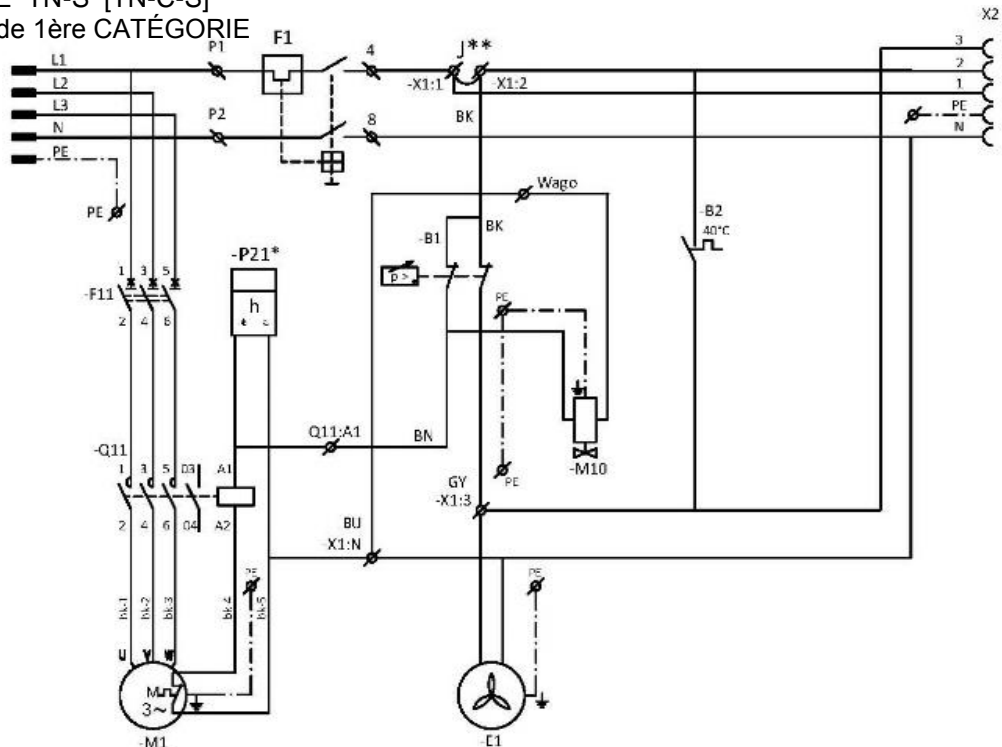 TN-S [TN-C-S]
de 1ère CATÉGORIE
X2
F1
J**
P1
4
3
L1
2
-X1:1
-X1:2
L2
1
L3
BK
PE
P2
8
N
N
PE
Wago
PE
-B2
40°C
BK
-B1
-P21*
p >
1 3 5
h
PE
-F11
2 4 6
Q11:A1
BN
-Q11
-M10
1 3 5 03 A1
PE
GY
-X1:3
2 4 6 04 A2
BU
-X1:N
PE
PE
bk-1
bk-2
bk-3
bk-4
bk-5
U V W
M
3~
-M1